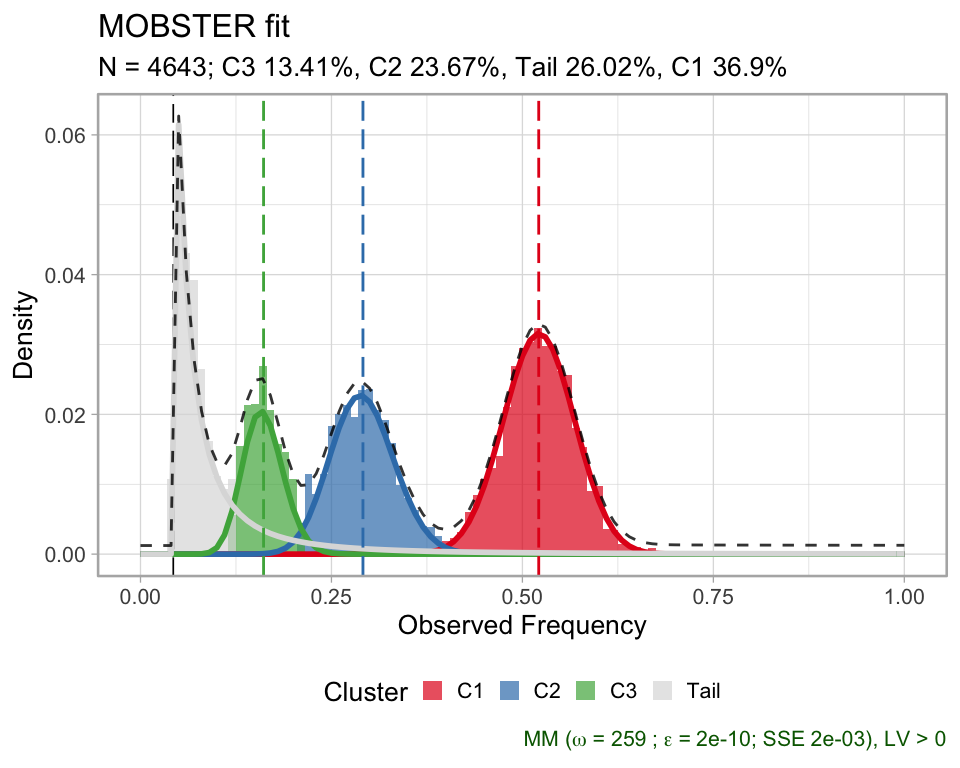 MOBSTER fit
N = 4643; C3 13.41%, C2 23.67%, Tail 26.02%, C1 36.9%
0.06
0.04
0.02
0.00
Density
0.00 0.25 0.50 0.75 1.00
Observed Frequency
Cluster C1 C2 C3 Tail
MM (ω = 259 ; ε = 2e-10; SSE 2e-03), LV > 0